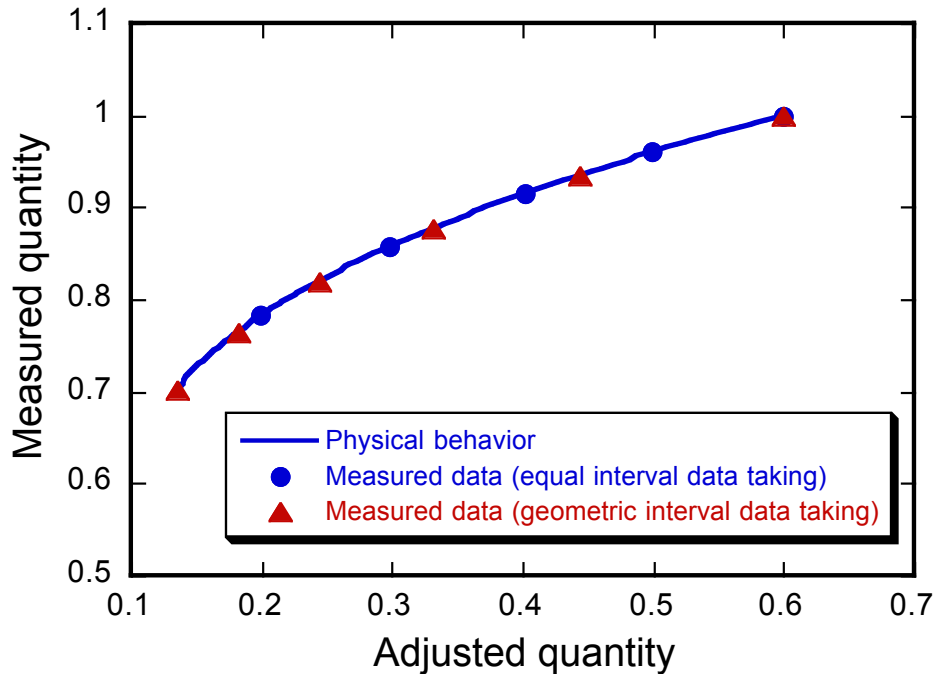 1.1
1
0.9
0.8
0.7
0.6
0.5
Measured quantity
Physical behavior
Measured data (equal interval data taking)
Measured data (geometric interval data taking)
0.1 0.2 0.3 0.4 0.5 0.6 0.7
Adjusted quantity